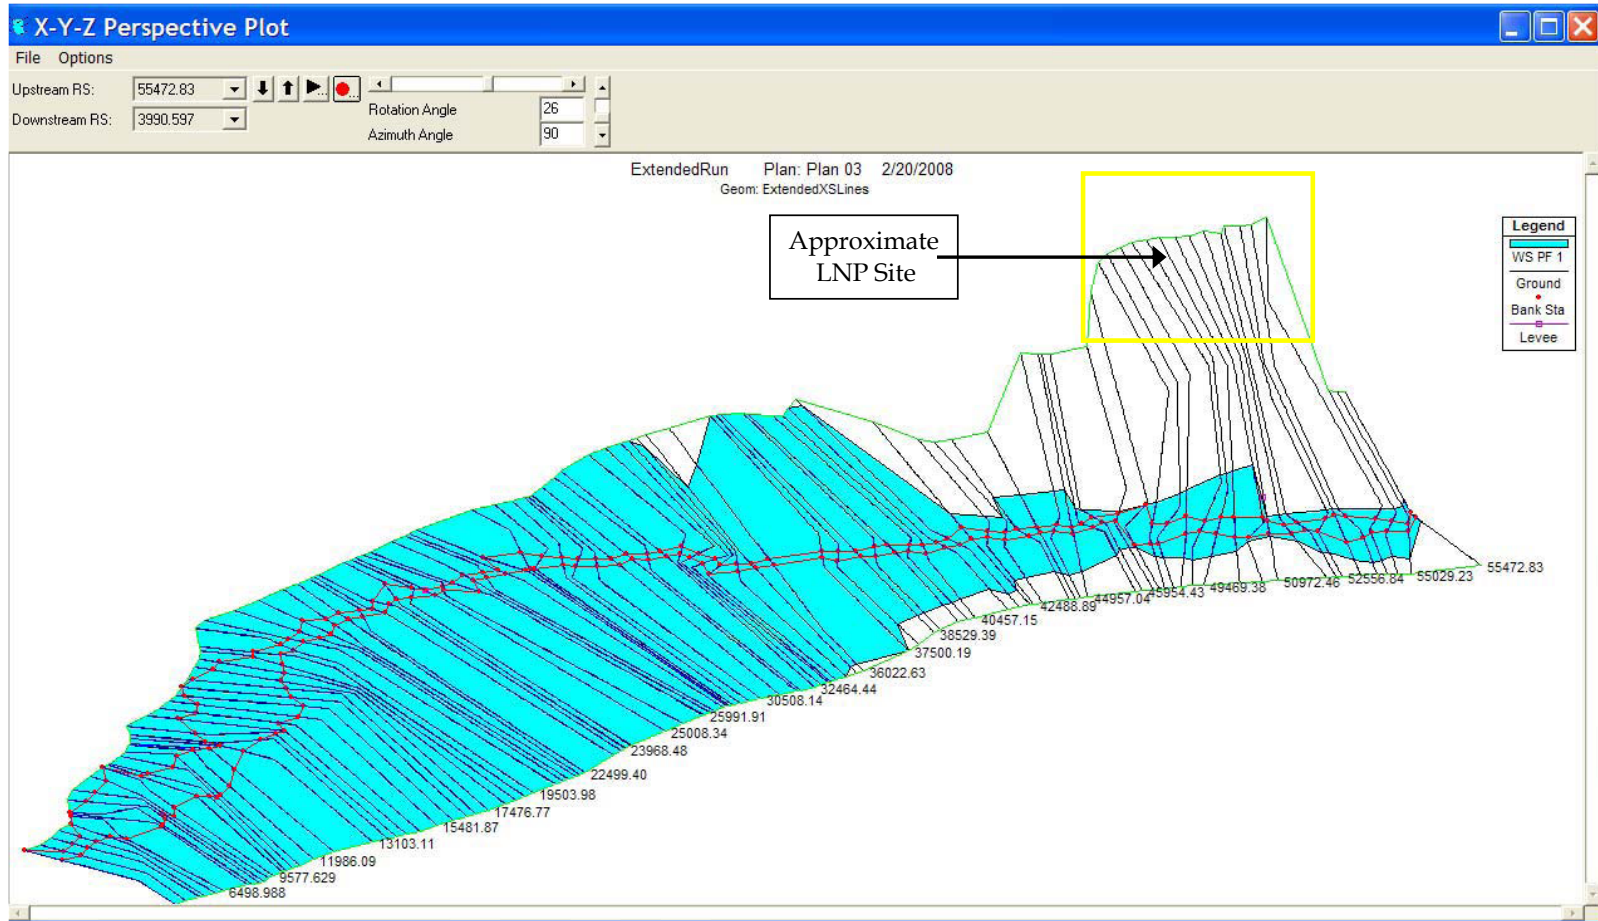 X-Y-Z Perspective Plot
File Options
Upstream RS: 55472.83
Downstream RS: 3990.597
Rotation Angle 26
Azimuth Angle 90
ExtendedRun Plan: Plan 03 2/20/2008
Geom: ExtendedXSLines
Approximate
LNP Site
Legend
WS PF 1
Ground
Bank Sta
Levee
55472.83
55029.23
52556.84
50972.46
49469.38
45954.43
44957.04
42488.89
40457.15
38529.39
37500.19
36022.63
32464.44
30508.14
25991.91
25008.34
23968.48
22499.40
19503.98
17476.77
15481.87
13103.11
11986.09
9577.629
6498.988